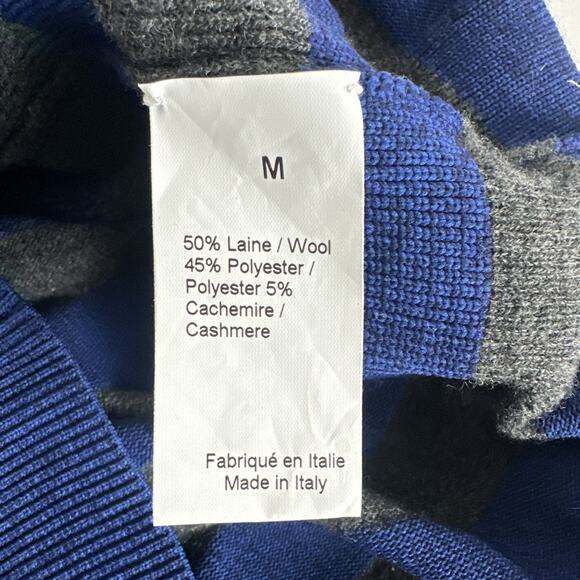 M
50% Laine / Wool
45% Polyester /
Polyester 5%
Cachemire /
Cashmere
Fabriqué en Italie
Made in Italy